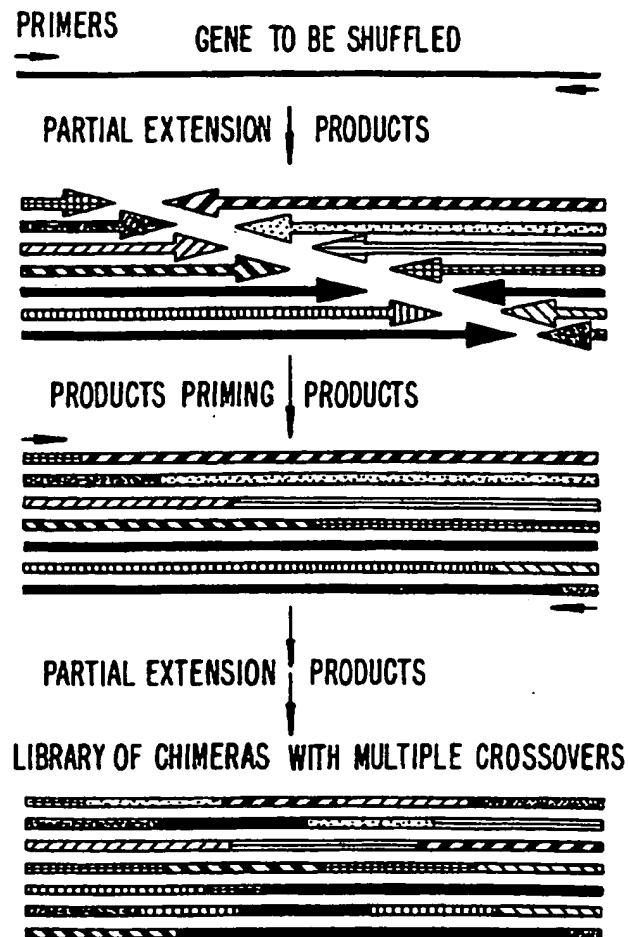 PRIMERS
GENE TO BE SHUFFLED
PARTIAL EXTENSION PRODUCTS
PRODUCTS PRIMING PRODUCTS
PARTIAL EXTENSION PRODUCTS
LIBRARY OF CHIMERAS WITH MULTIPLE CROSSOVERS